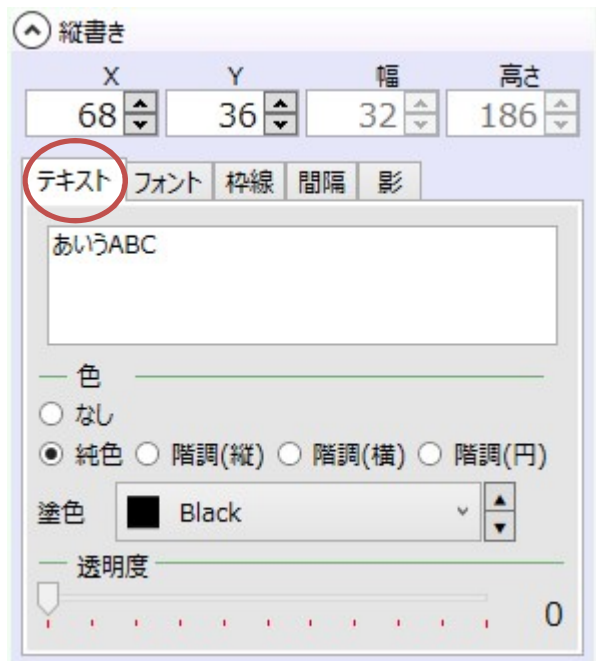 縦書き
X Y 幅 高さ
68 36 32 186
テキスト フォント 枠線 間隔 影
あいうABC
色
なし
純色 階調(縦) 階調(横) 階調(円)
塗色 Black
透明度
0